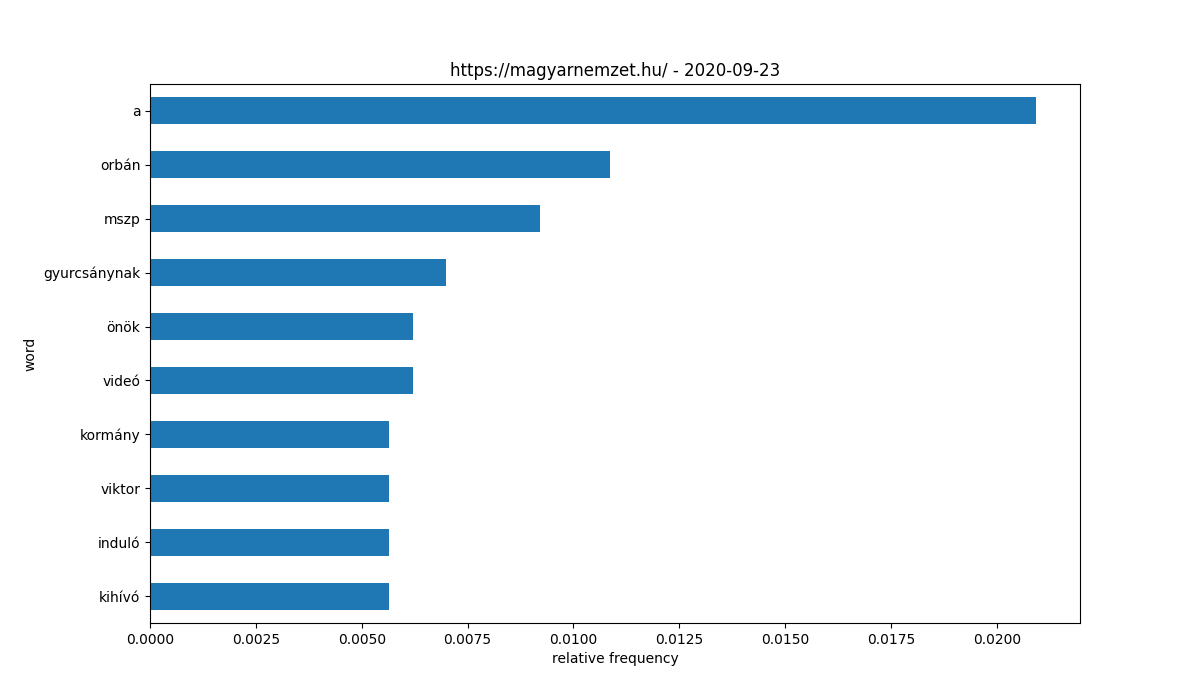 https://magyarnemzet.hu/ - 2020-09-23
a
orbán
mszp
gyurcsánynak
önök
videó
kormány
viktor
induló
kihívó
word
0.0000 0.0025 0.0050 0.0075 0.0100 0.0125 0.0150 0.0175 0.0200
relative frequency